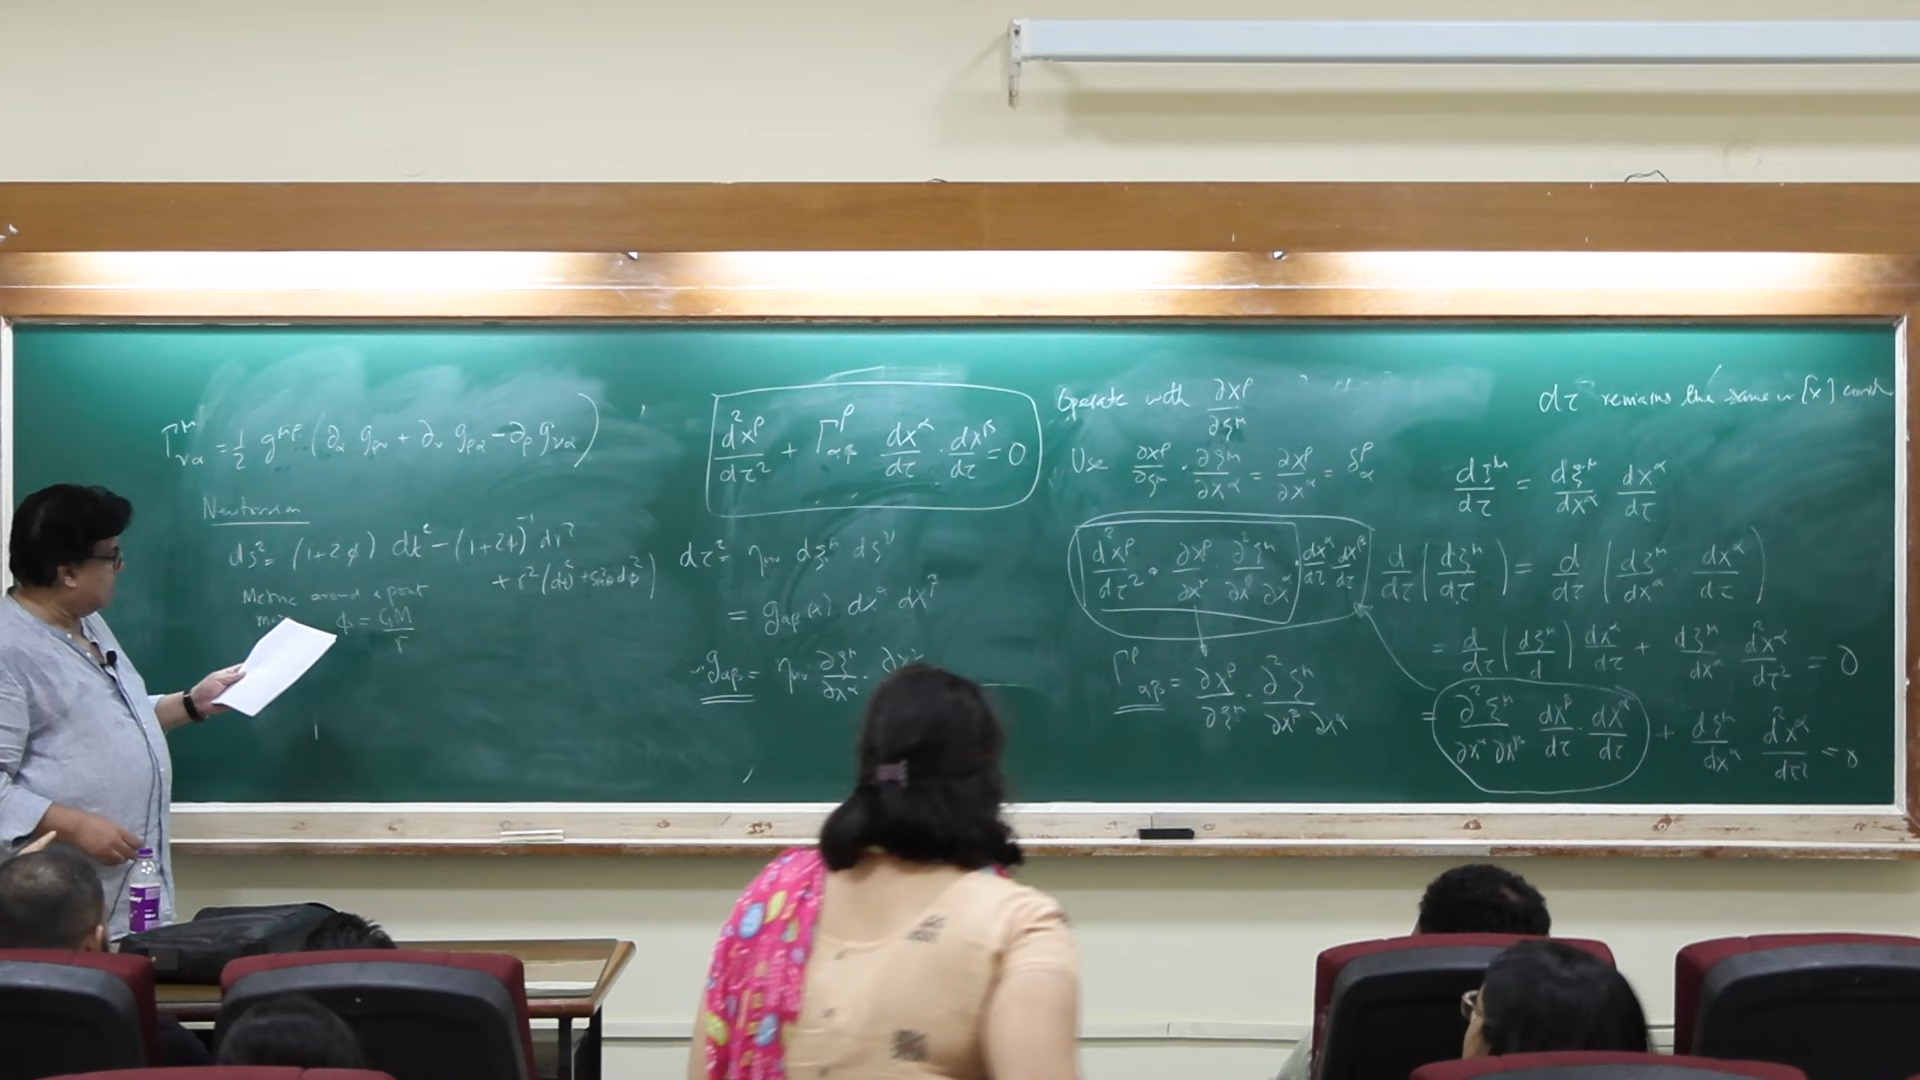 Γ^μ_να = 1/2 g^μρ (∂_α g_ρν + ∂_ν g_ρα − ∂_ρ g_να)
Newtonian
ds² = (1+2φ) dt² − (1+2φ)⁻¹ dr²
+ r² (dθ² + sin²θ dφ²)
Metric around a point
φ = GM/r
d²x^ρ/dτ² + Γ^ρ_αβ dx^α/dτ · dx^β/dτ = 0
dτ² = η_μν dξ^μ dξ^ν
= g_αβ(x) dx^α dx^β
g_αβ = η_μν ∂ξ^μ/∂x^α ·
Operate with ∂x^ρ/∂ξ^μ
Use ∂x^ρ/∂ξ^μ · ∂ξ^μ/∂x^α = ∂x^ρ/∂x^α = δ^ρ_α
d²x^ρ/dτ² + ∂x^ρ/∂ξ^μ · ∂²ξ^μ/∂x^β ∂x^α · dx^α/dτ dx^β/dτ
Γ^ρ_αβ = ∂x^ρ/∂ξ^μ · ∂²ξ^μ/∂x^β ∂x^α
dτ remains the same in [x] coord
dξ^μ/dτ = dξ^μ/dx^α dx^α/dτ
d/dτ (dξ^μ/dτ) = d/dτ (dξ^μ/dx^α · dx^α/dτ)
= d/dτ (dξ^μ/d) dx^α/dτ + dξ^μ/dx^α d²x^α/dτ² = 0
= ∂²ξ^μ/∂x^α ∂x^β dx^β/dτ · dx^α/dτ + dξ^μ/dx^α d²x^α/dτ² = 0